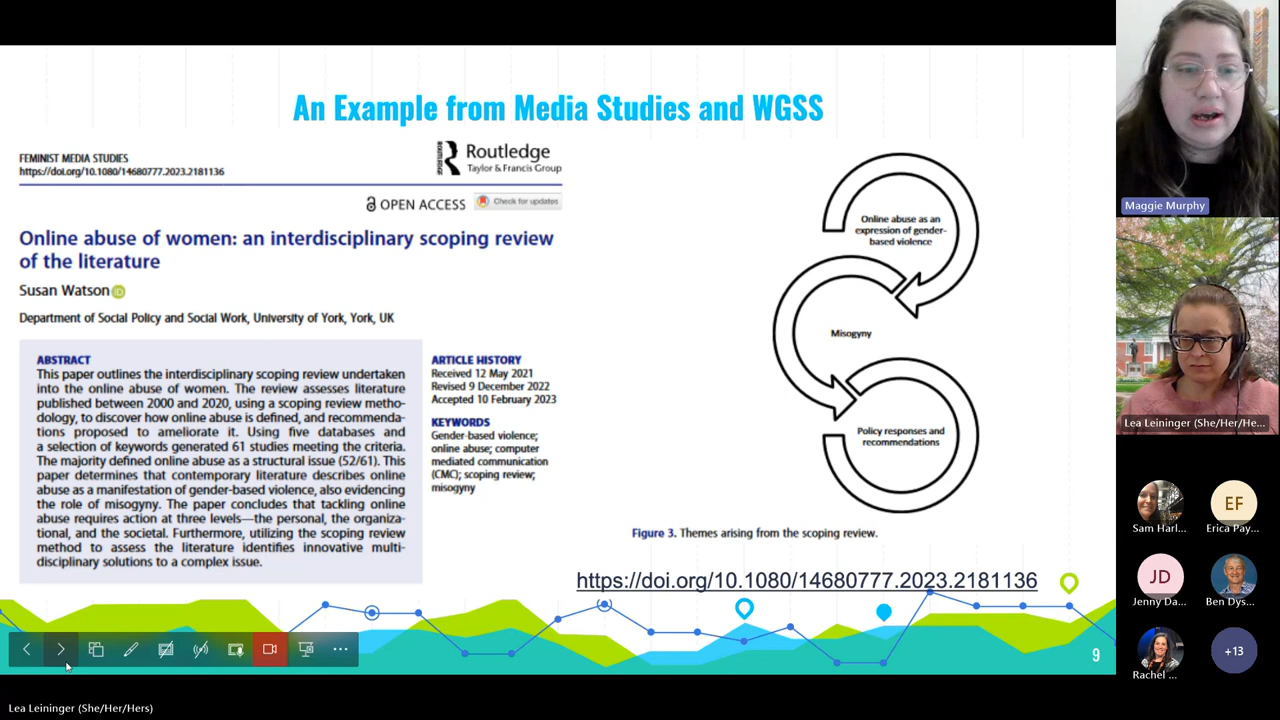 An Example from Media Studies and WGSS
FEMINIST MEDIA STUDIES
https://doi.org/10.1080/14680777.2023.2181136
ROUTLEDGE
Routledge
Taylor & Francis Group
OPEN ACCESS
Check for updates
Online abuse of women: an interdisciplinary scoping review
of the literature
Susan Watson
iD
Department of Social Policy and Social Work, University of York, York, UK
ABSTRACT
This paper outlines the interdisciplinary scoping review undertaken
into the online abuse of women. The review assesses literature
published between 2000 and 2020, using a scoping review metho-
dology, to discover how online abuse is defined, and recommenda-
tions proposed to ameliorate it. Using five databases and
a selection of keywords generated 61 studies meeting the criteria.
The majority defined online abuse as a structural issue (52/61). This
paper determines that contemporary literature describes online
abuse as a manifestation of gender-based violence, also evidencing
the role of misogyny. The paper concludes that tackling online
abuse requires action at three levels—the personal, the organiza-
tional, and the societal. Furthermore, utilizing the scoping review
method to assess the literature identifies innovative multi-
disciplinary solutions to a complex issue.
ARTICLE HISTORY
Received 12 May 2021
Revised 9 December 2022
Accepted 10 February 2023
KEYWORDS
Gender-based violence;
online abuse; computer
mediated communication
(CMC); scoping review;
misogyny
Online abuse as an
expression of gender-
based violence
Misogyny
Policy responses and
recommendations
Figure 3. Themes arising from the scoping review.
https://doi.org/10.1080/14680777.2023.2181136
9
Maggie Murphy
Lea Leininger (She/Her/He...
Sam Harl...
EF
Erica Pay...
JD
Jenny Da...
Ben Dys...
Rachel ...
+13
Lea Leininger (She/Her/Hers)